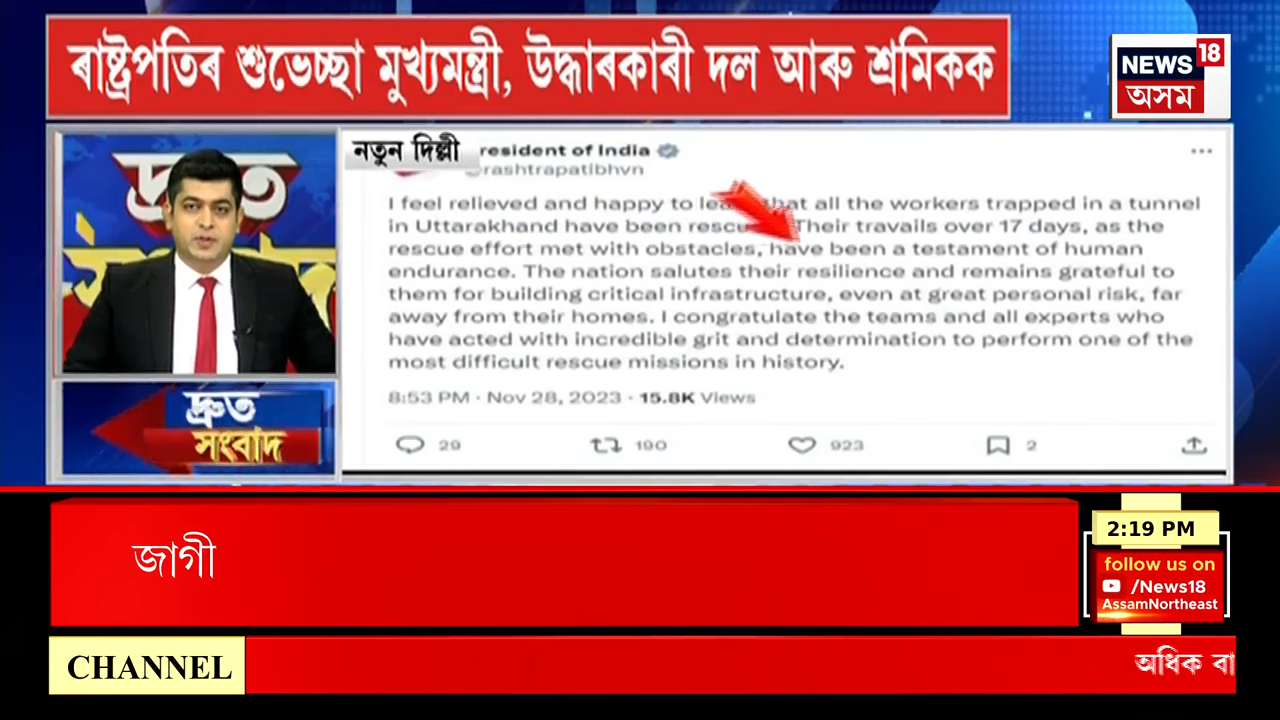 ৰাষ্ট্ৰপতিৰ শুভেচ্ছা মুখ্যমন্ত্ৰী, উদ্ধাৰকাৰী দল আৰু শ্ৰমিকক
NEWS 18
অসম
নতুন দিল্লী
resident of India
rashtrapatibhvn
I feel relieved and happy to that all the workers trapped in a tunnel
in Uttarakhand have been Their travails over 17 days, as the
rescue effort met with obstacles, have been a testament of human
endurance. The nation salutes their resilience and remains grateful to
them for building critical infrastructure, even at great personal risk, far
away from their homes. I congratulate the teams and all experts who
have acted with incredible grit and determination to perform one of the
most difficult rescue missions in history.
8:53 PM · Nov 28, 2023 · 15.8K Views
29 190 923 2
দ্ৰুত
দ্ৰুত
সংবাদ
জাগী
2:19 PM
follow us on
/News18
AssamNortheast
CHANNEL
অধিক বা